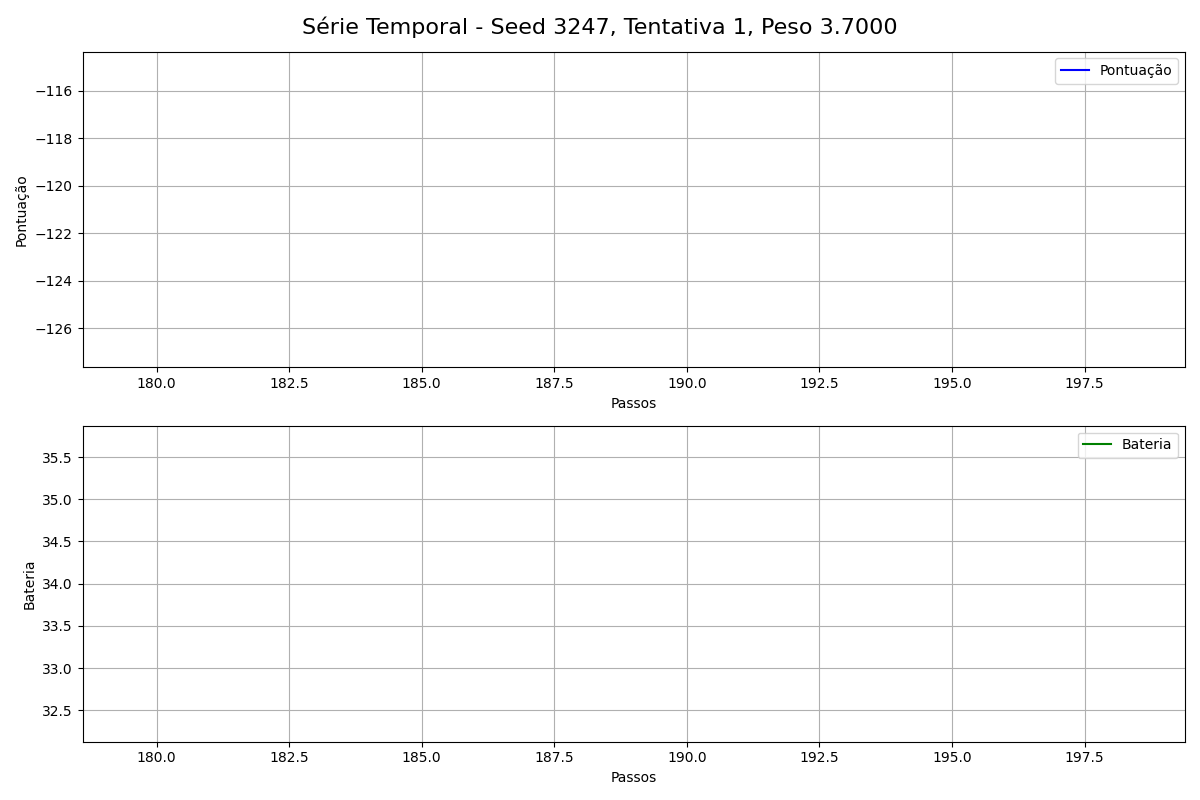 Série Temporal - Seed 3247, Tentativa 1, Peso 3.7000
Pontuação
−116
−118
−120
−122
−124
−126
Pontuação
180.0 182.5 185.0 187.5 190.0 192.5 195.0 197.5
Passos
Bateria
35.5
35.0
34.5
34.0
33.5
33.0
32.5
Bateria
180.0 182.5 185.0 187.5 190.0 192.5 195.0 197.5
Passos